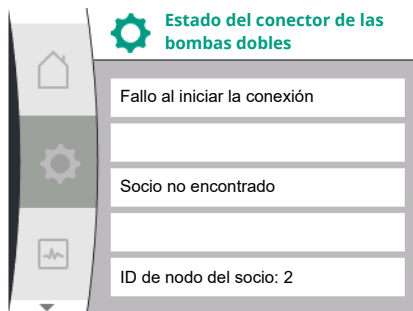 Estado del conector de las
bombas dobles
Fallo al iniciar la conexión
Socio no encontrado
ID de nodo del socio: 2